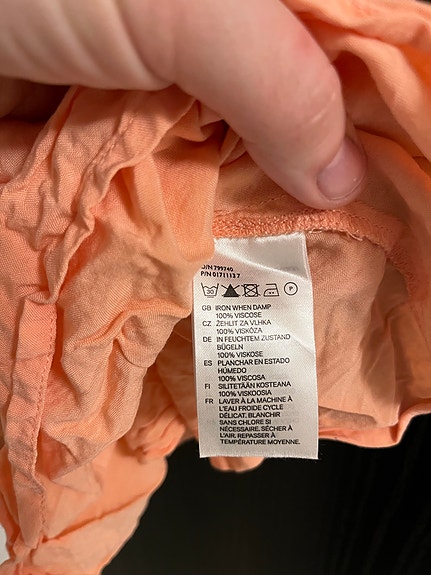 O/N 799740
P/N 01711137
30
P
GB IRON WHEN DAMP
100% VISCOSE
CZ ŽEHLIT ZA VLHKA
100% VISKÓZA
DE IN FEUCHTEM ZUSTAND
BÜGELN
100% VISKOSE
ES PLANCHAR EN ESTADO
HÚMEDO
100% VISCOSA
FI SILITETÄÄN KOSTEANA
100% VISKOOSIA
FR LAVER À LA MACHINE À
L'EAU FROIDE CYCLE
DÉLICAT. BLANCHIR
SANS CHLORE SI
NÉCESSAIRE. SÉCHER À
L'AIR. REPASSER À
TEMPÉRATURE MOYENNE.